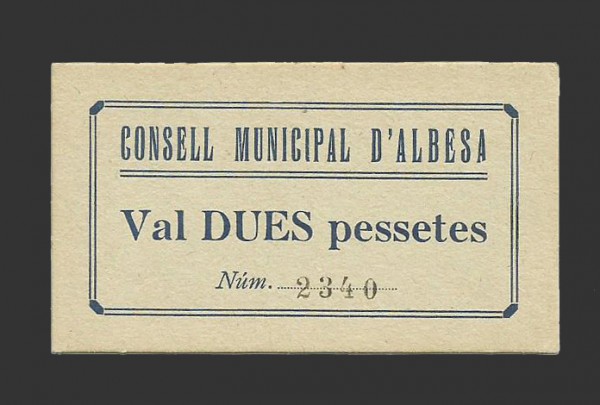 CONSELL MUNICIPAL D'ALBESA
Val DUES pessetes
Núm. 2340